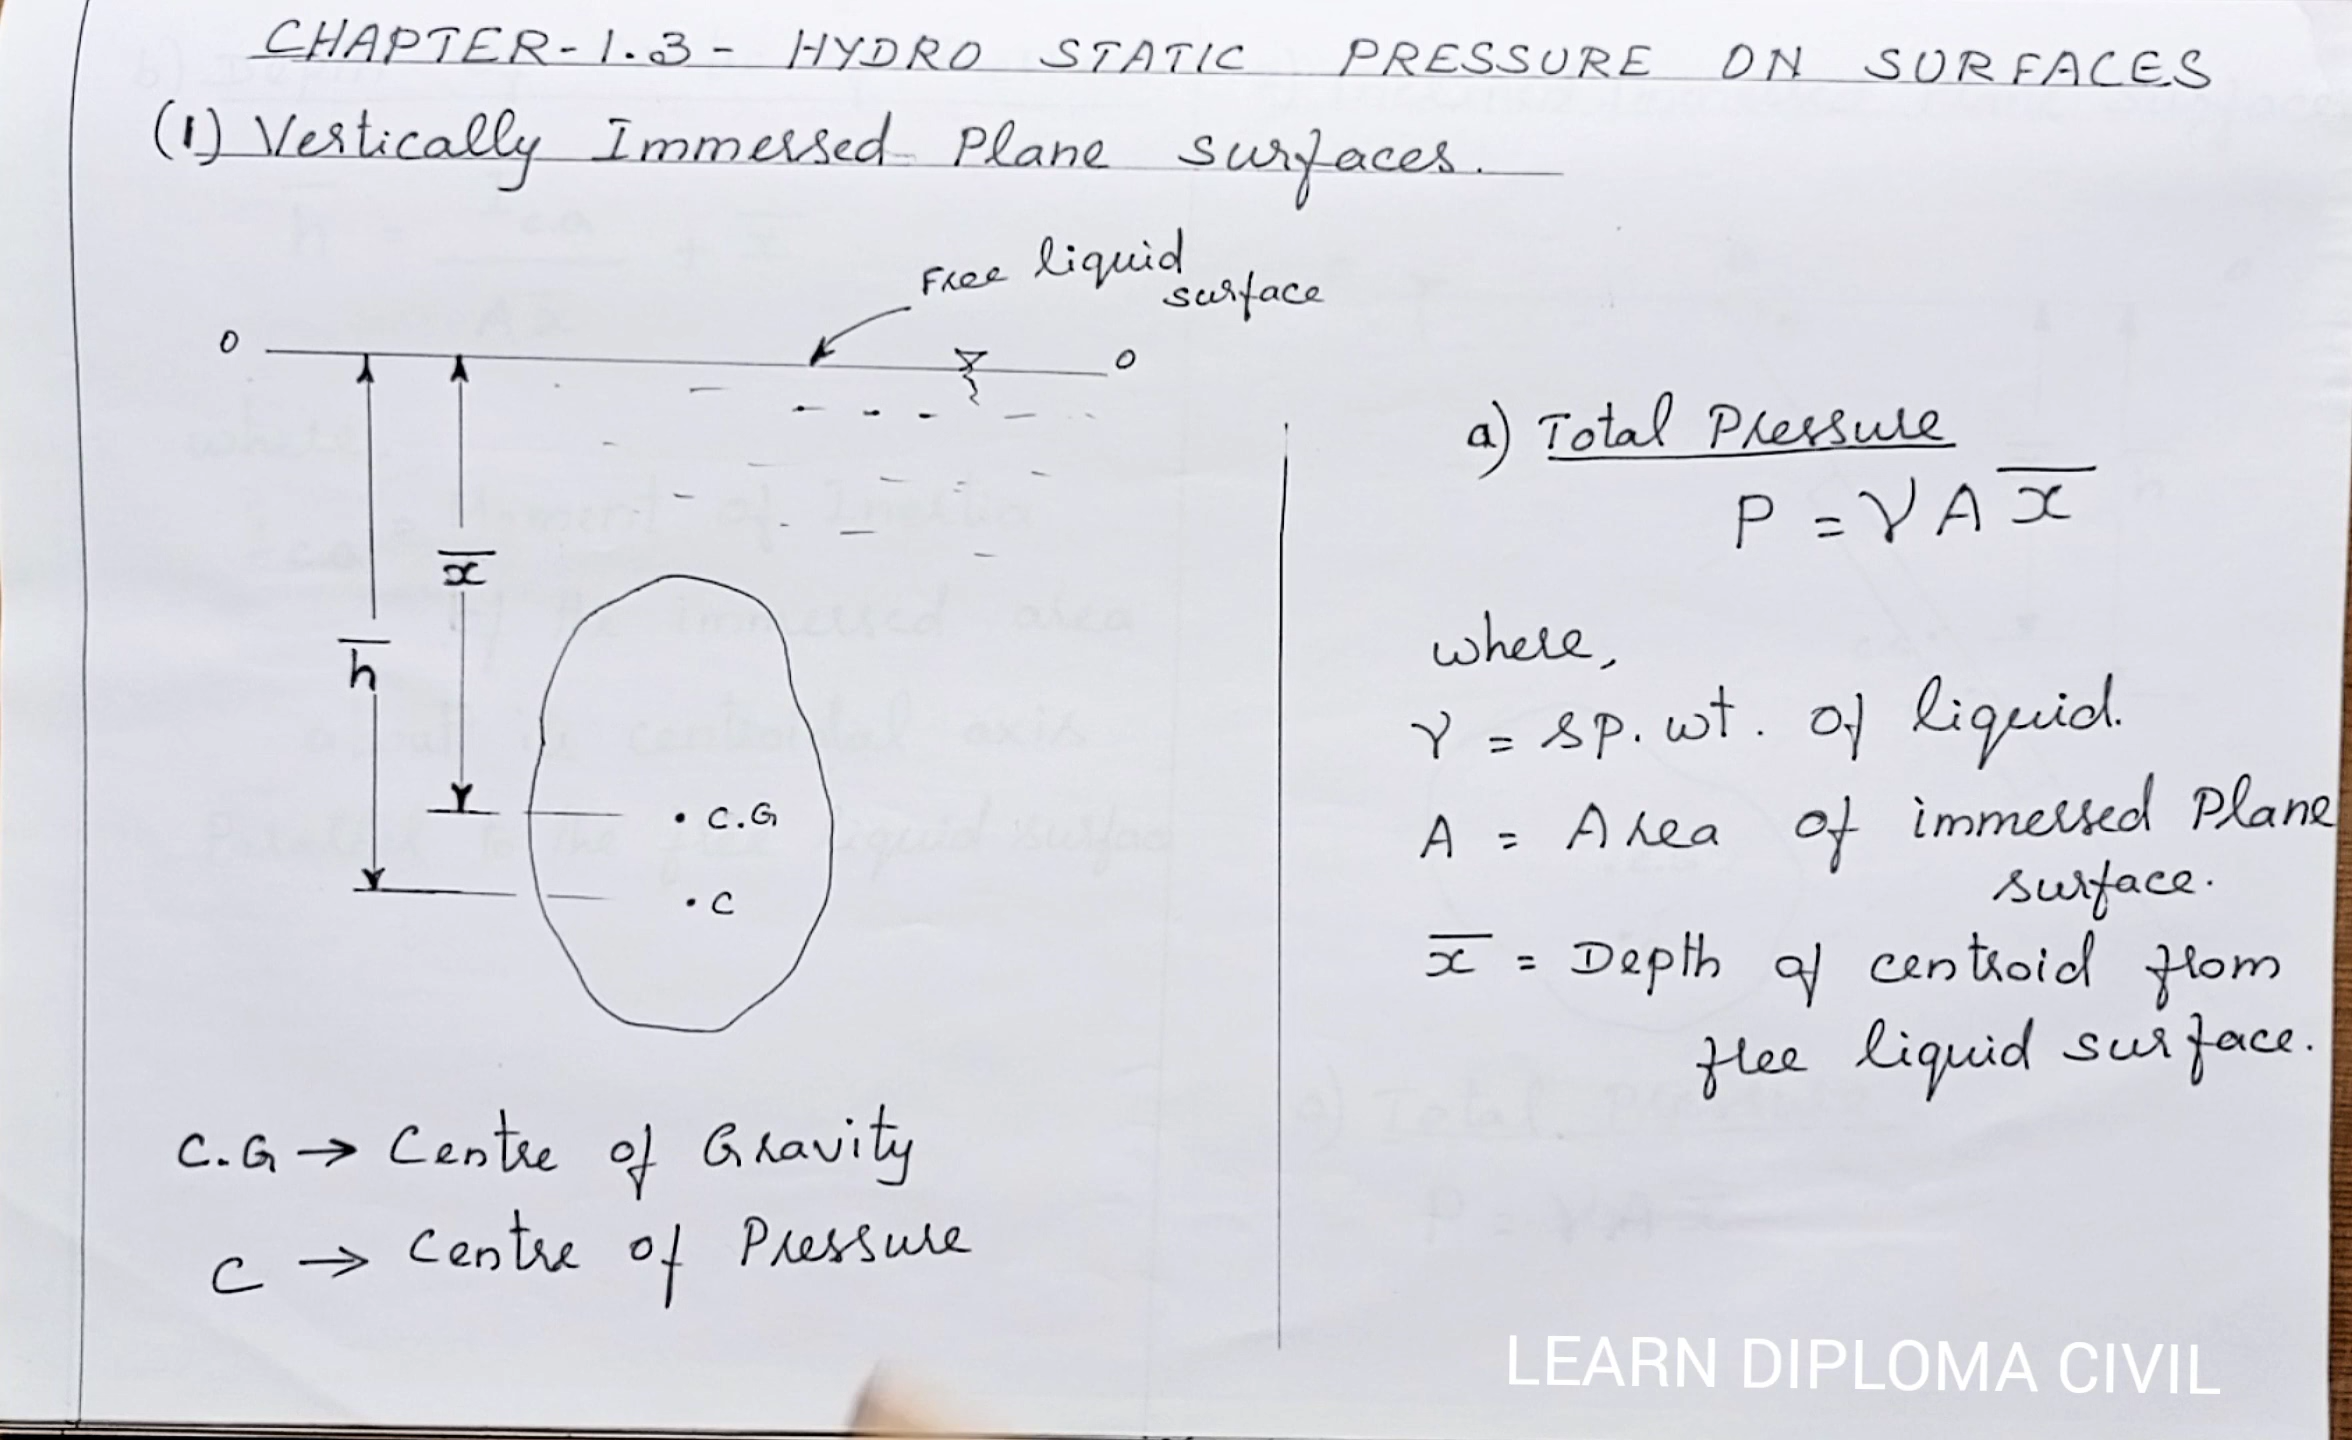 CHAPTER-1.3- HYDRO STATIC PRESSURE ON SURFACES
(1) Vertically Immersed Plane surfaces.
Free liquid
surface
o
o
x̅
h̅
. C.G
. C
C.G → Centre of Gravity
C → Centre of Pressure
a) Total Pressure
P = γ A x̅
where,
γ = sp. wt. of liquid.
A = Area of immersed Plane
surface.
x̅ = Depth of centroid from
free liquid surface.
LEARN DIPLOMA CIVIL